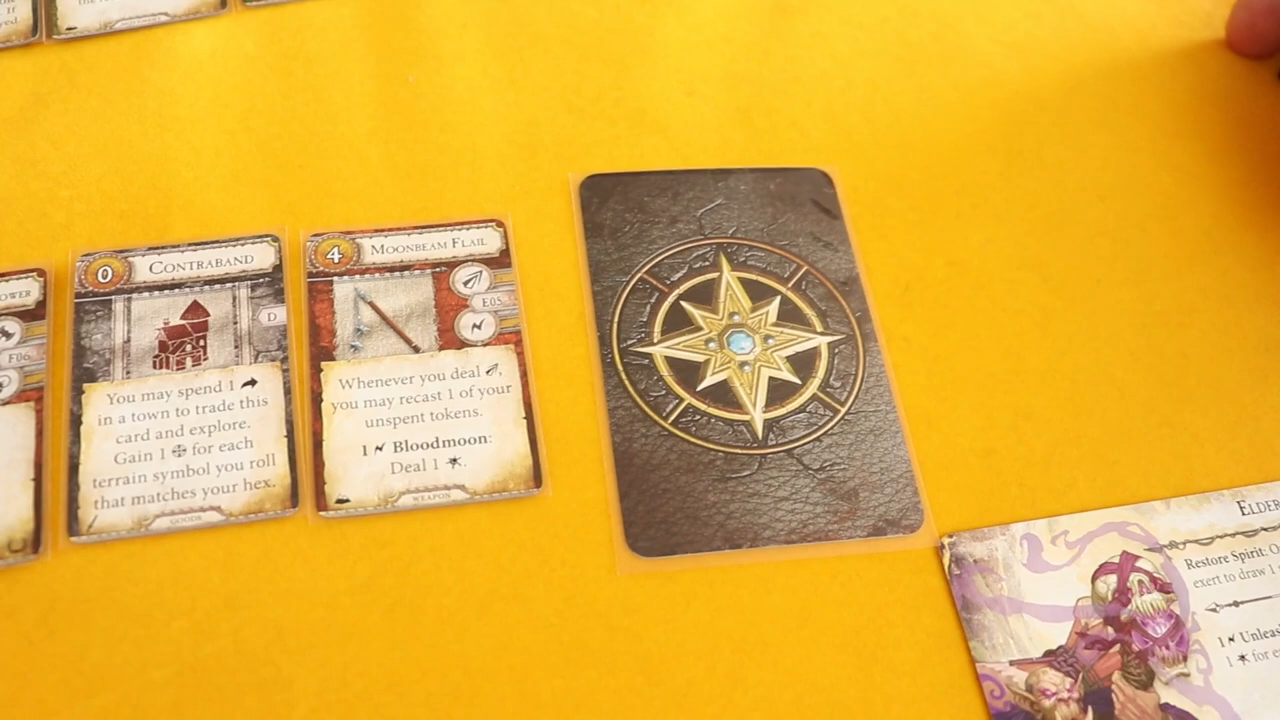 If
OWER
F06
0 CONTRABAND
D
You may spend 1
in a town to trade this
card and explore.
Gain 1 for each
terrain symbol you roll
that matches your hex.
GOODS
4 MOONBEAM FLAIL
E05
Whenever you deal ,
you may recast 1 of your
unspent tokens.
1 Bloodmoon:
Deal 1 .
WEAPON
ELDER
Restore Spirit: O
exert to draw 1
1 Unleas
1 for e